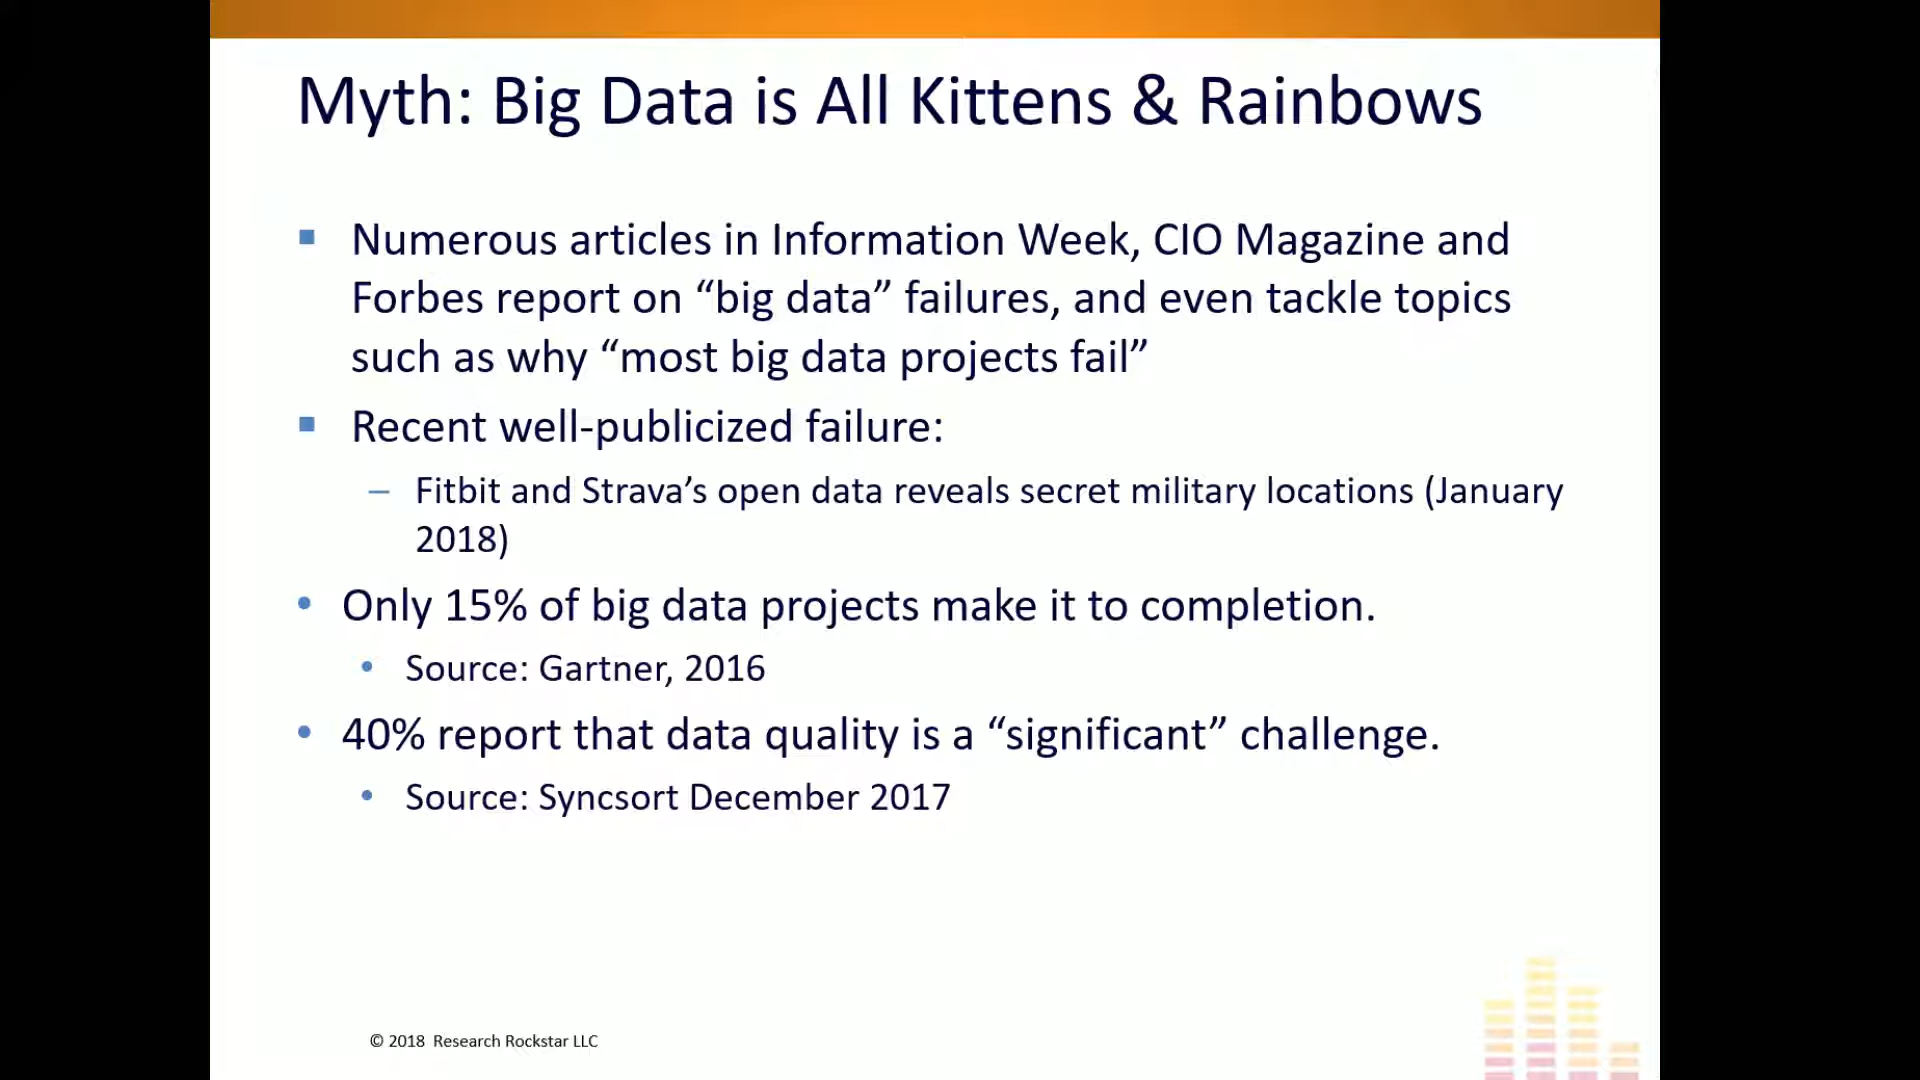 Myth: Big Data is All Kittens & Rainbows
Numerous articles in Information Week, CIO Magazine and
Forbes report on “big data” failures, and even tackle topics
such as why “most big data projects fail”
Recent well-publicized failure:
– Fitbit and Strava’s open data reveals secret military locations (January
2018)
• Only 15% of big data projects make it to completion.
• Source: Gartner, 2016
• 40% report that data quality is a “significant” challenge.
• Source: Syncsort December 2017
© 2018 Research Rockstar LLC